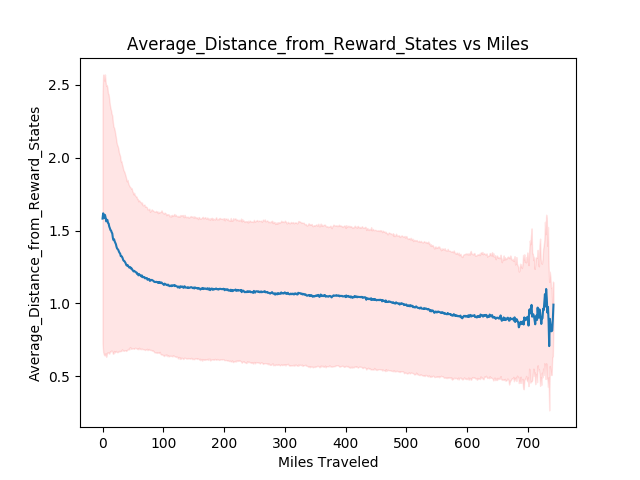 Average_Distance_from_Reward_States vs Miles
Average_Distance_from_Reward_States
2.5
2.0
1.5
1.0
0.5
0 100 200 300 400 500 600 700
Miles Traveled